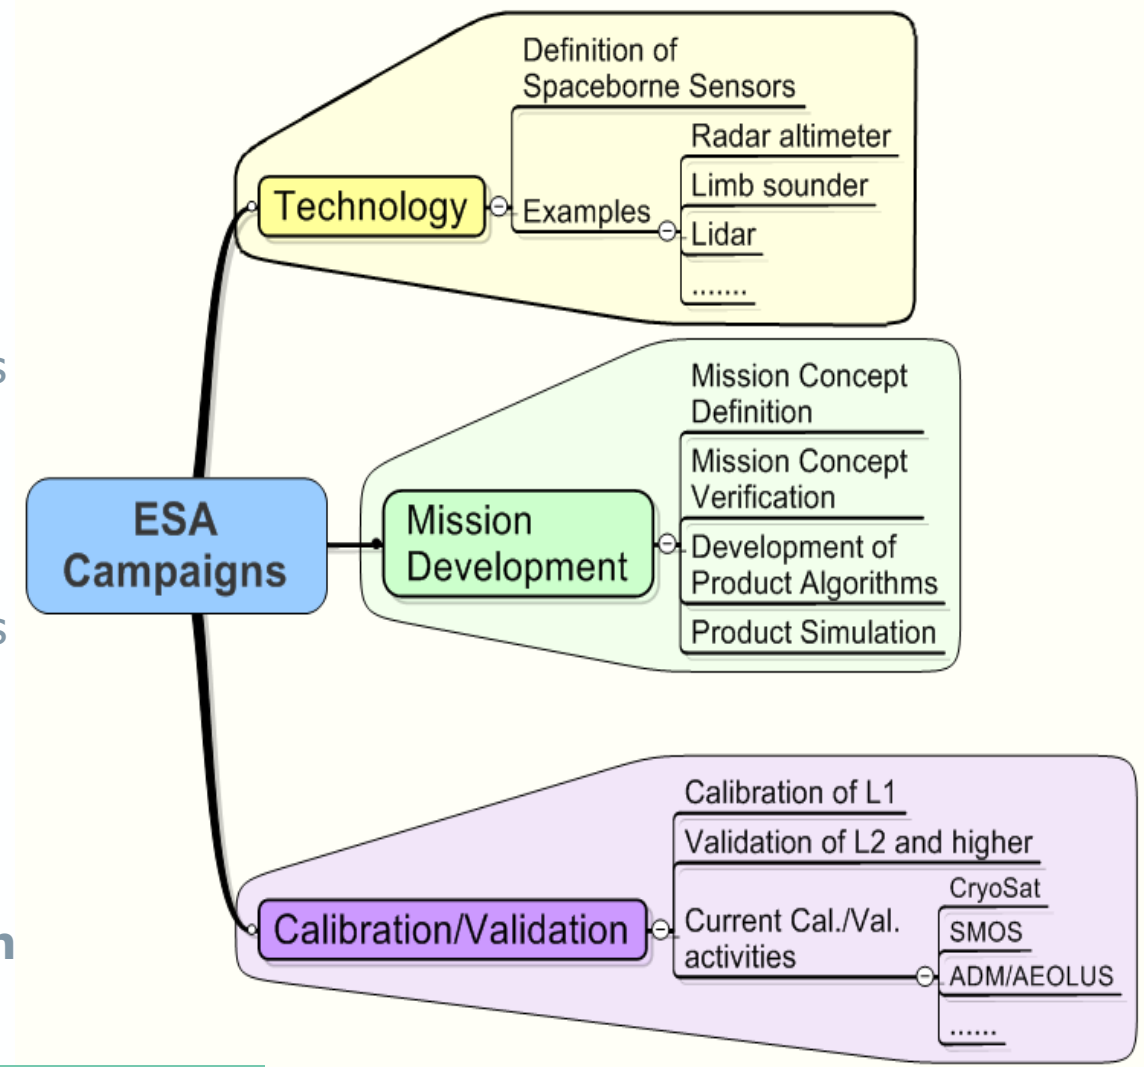 Definition of
Spaceborne Sensors
Radar altimeter
Limb sounder
Technology
Examples
Lidar
.......
s
Mission Concept
Definition
Mission Concept
Verification
ESA
Campaigns
Mission
Development
Development of
Product Algorithms
s
Product Simulation
Calibration of L1
Validation of L2 and higher
CryoSat
Calibration/Validation
Current Cal./Val.
activities
n
SMOS
ADM/AEOLUS
......